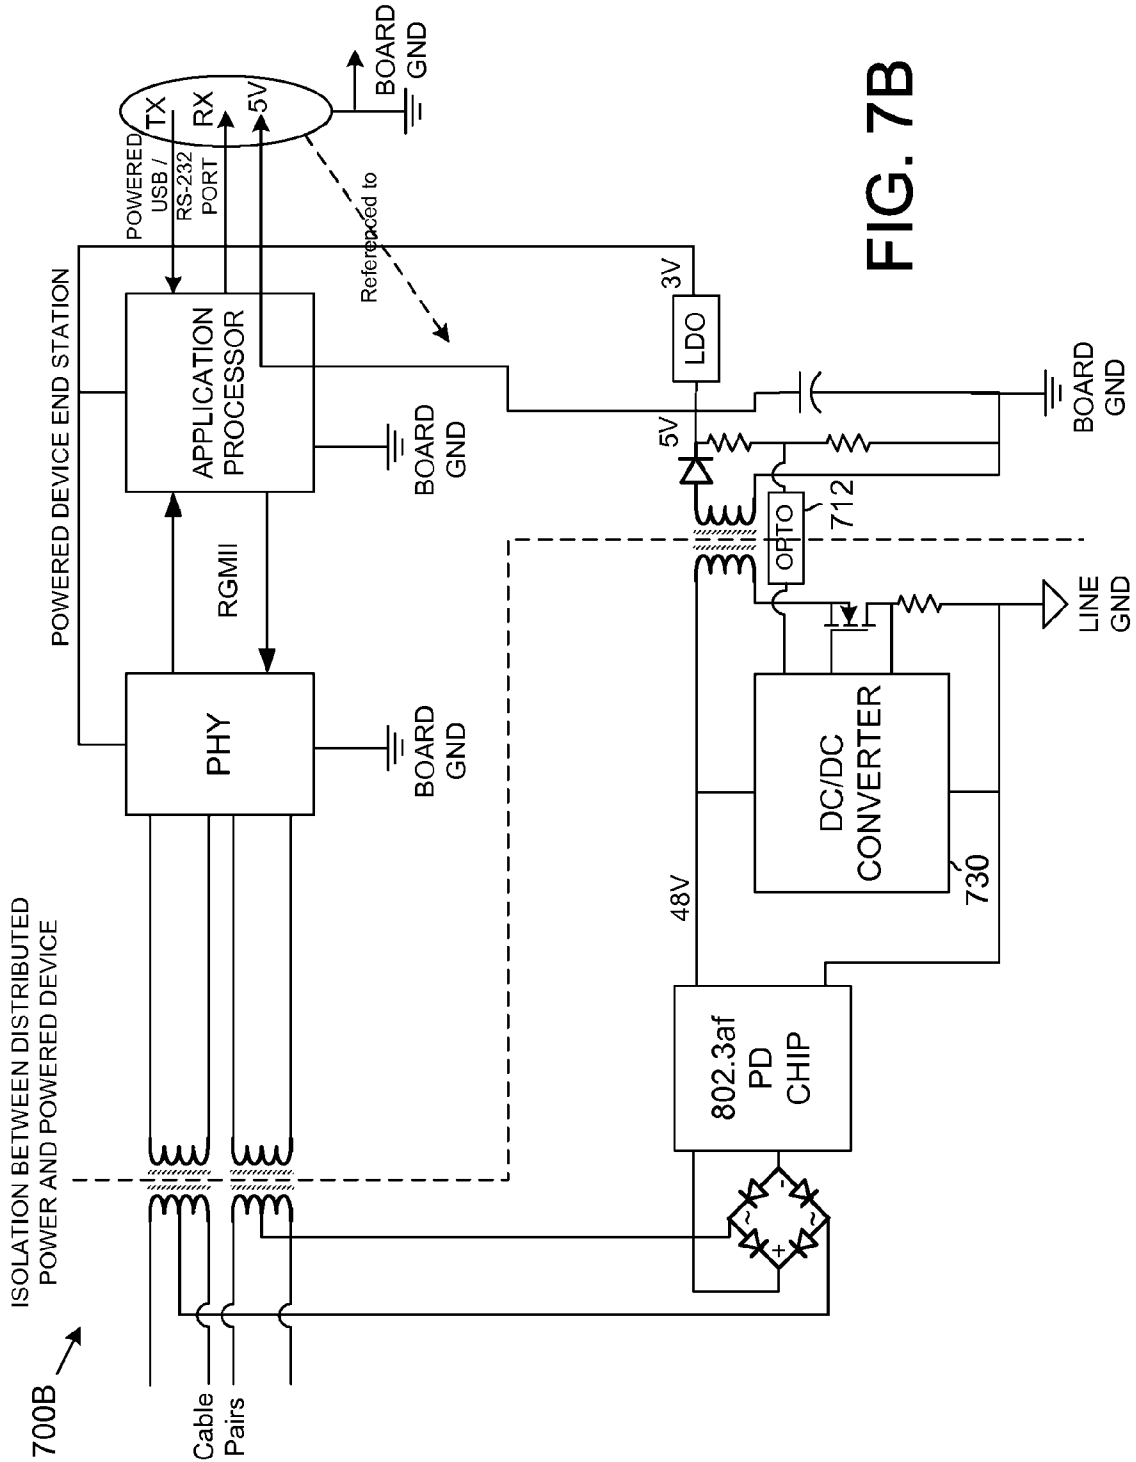 700B
ISOLATION BETWEEN DISTRIBUTED
POWER AND POWERED DEVICE
POWERED DEVICE END STATION
Cable
Pairs
PHY
BOARD
GND
RGMII
APPLICATION
PROCESSOR
BOARD
GND
POWERED
USB /
RS-232
PORT
TX
RX
5V
BOARD
GND
Referenced to
~
~
+
-
802.3af
PD
CHIP
48V
DC/DC
CONVERTER
730
LINE
GND
OPTO
712
5V
LDO
3V
BOARD
GND
FIG. 7B